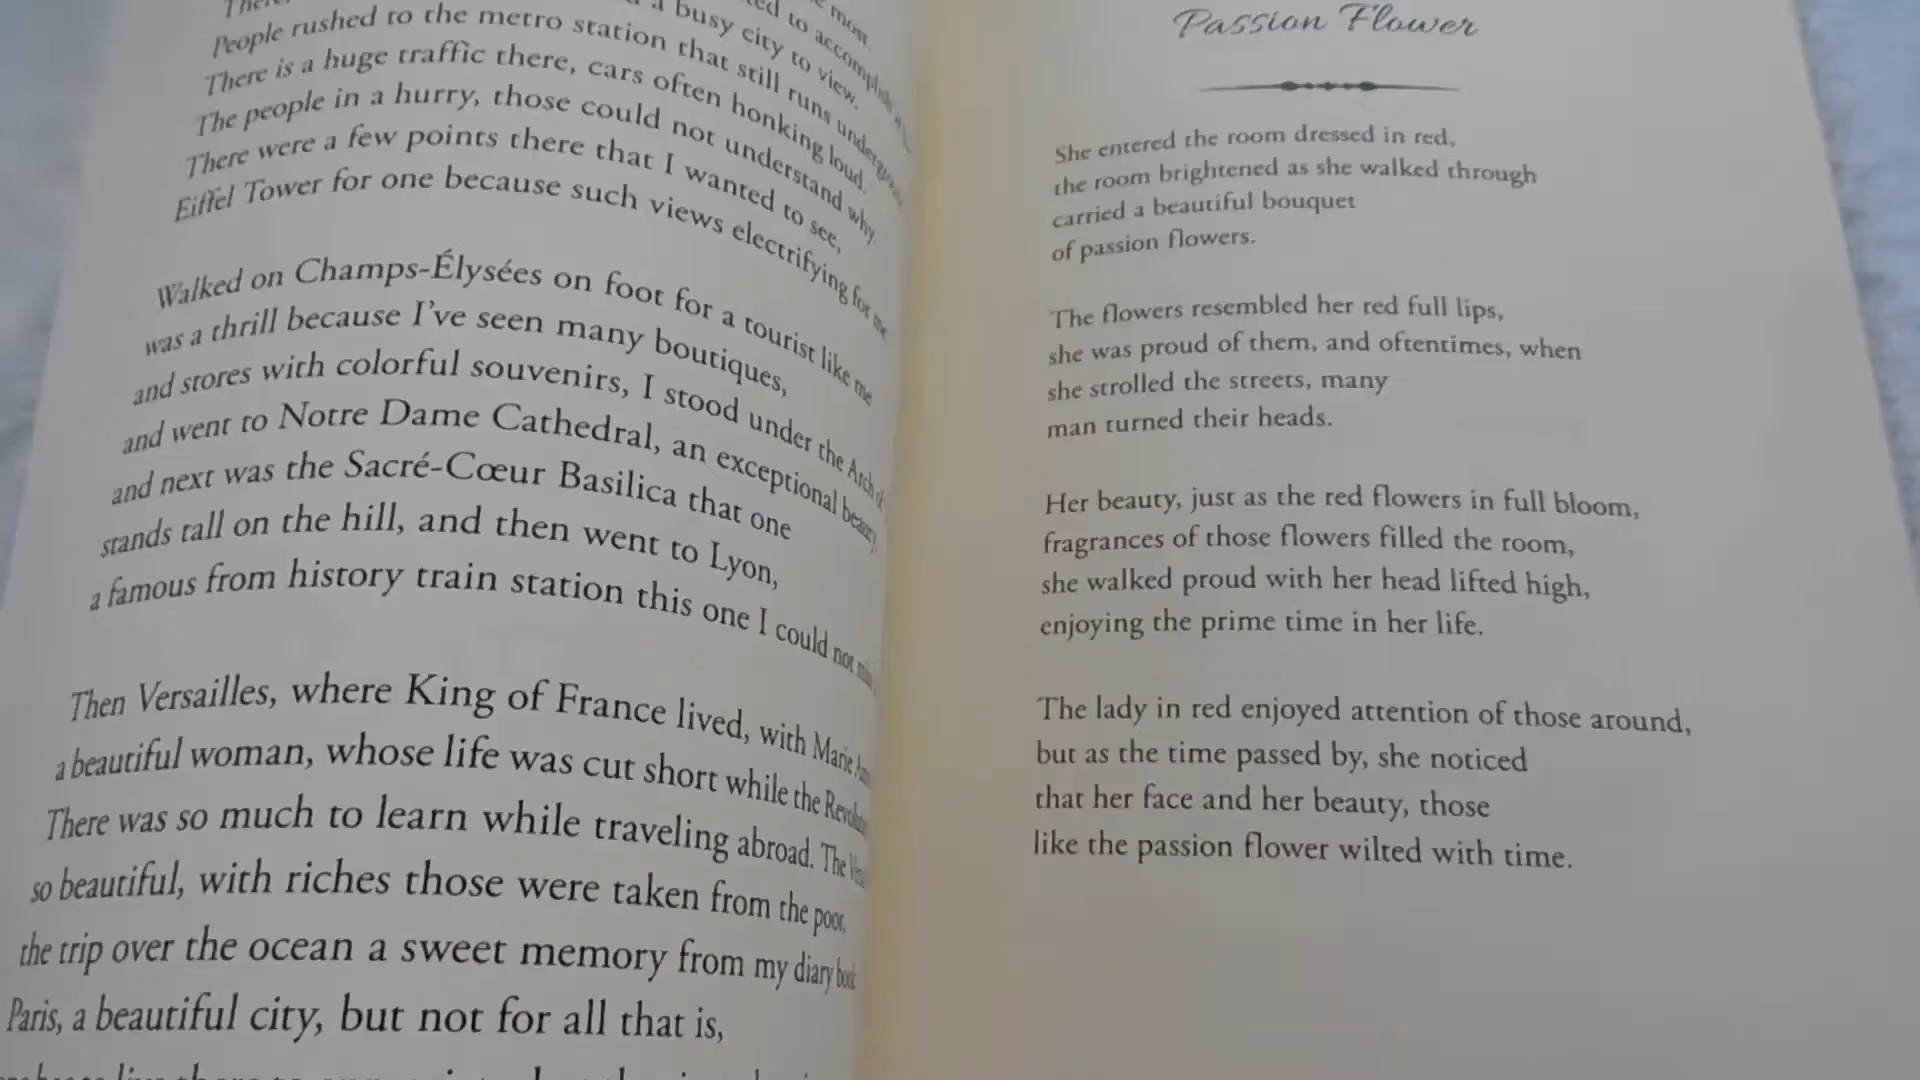 People rushed to the metro station that still runs
There is a huge traffic there, cars often honking loud.
The people in a hurry, those could not understand why.
There were a few points there that I wanted to see,
Eiffel Tower for one because such views electrifying for me
Walked on Champs-Élysées on foot for a tourist like me
was a thrill because I've seen many boutiques,
and stores with colorful souvenirs, I stood under the Arch
and went to Notre Dame Cathedral, an exceptional beauty,
and next was the Sacré-Cœur Basilica that one
stands tall on the hill, and then went to Lyon,
a famous from history train station this one I could not
Then Versailles, where King of France lived, with Marie
a beautiful woman, whose life was cut short while the
There was so much to learn while traveling abroad. The
so beautiful, with riches those were taken from the poor,
the trip over the ocean a sweet memory from my diary book
Paris, a beautiful city, but not for all that is,
Passion Flower
She entered the room dressed in red,
the room brightened as she walked through
carried a beautiful bouquet
of passion flowers.
The flowers resembled her red full lips,
she was proud of them, and oftentimes, when
she strolled the streets, many
man turned their heads.
Her beauty, just as the red flowers in full bloom,
fragrances of those flowers filled the room,
she walked proud with her head lifted high,
enjoying the prime time in her life.
The lady in red enjoyed attention of those around,
but as the time passed by, she noticed
that her face and her beauty, those
like the passion flower wilted with time.